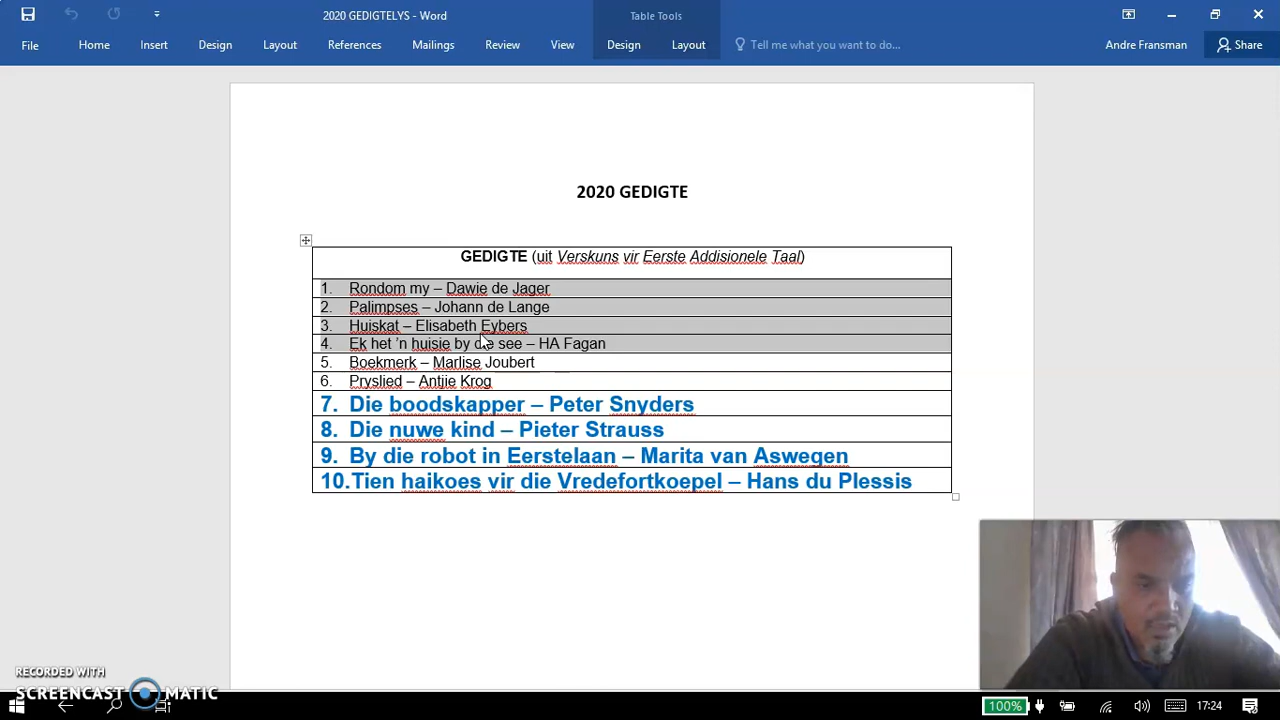 2020 GEDIGTELYS - Word
Table Tools
File Home Insert Design Layout References Mailings Review View Design Layout Tell me what you want to do... Andre Fransman Share
2020 GEDIGTE
GEDIGTE (uit Verskuns vir Eerste Addisionele Taal)
1. Rondom my – Dawie de Jager
2. Palimpses – Johann de Lange
3. Huiskat – Elisabeth Eybers
4. Ek het 'n huisie by die see – HA Fagan
5. Boekmerk – Marlise Joubert
6. Pryslied – Antjie Krog
7. Die boodskapper – Peter Snyders
8. Die nuwe kind – Pieter Strauss
9. By die robot in Eerstelaan – Marita van Aswegen
10. Tien haikoes vir die Vredefortkoepel – Hans du Plessis
RECORDED WITH
SCREENCAST MATIC
100% 17:24